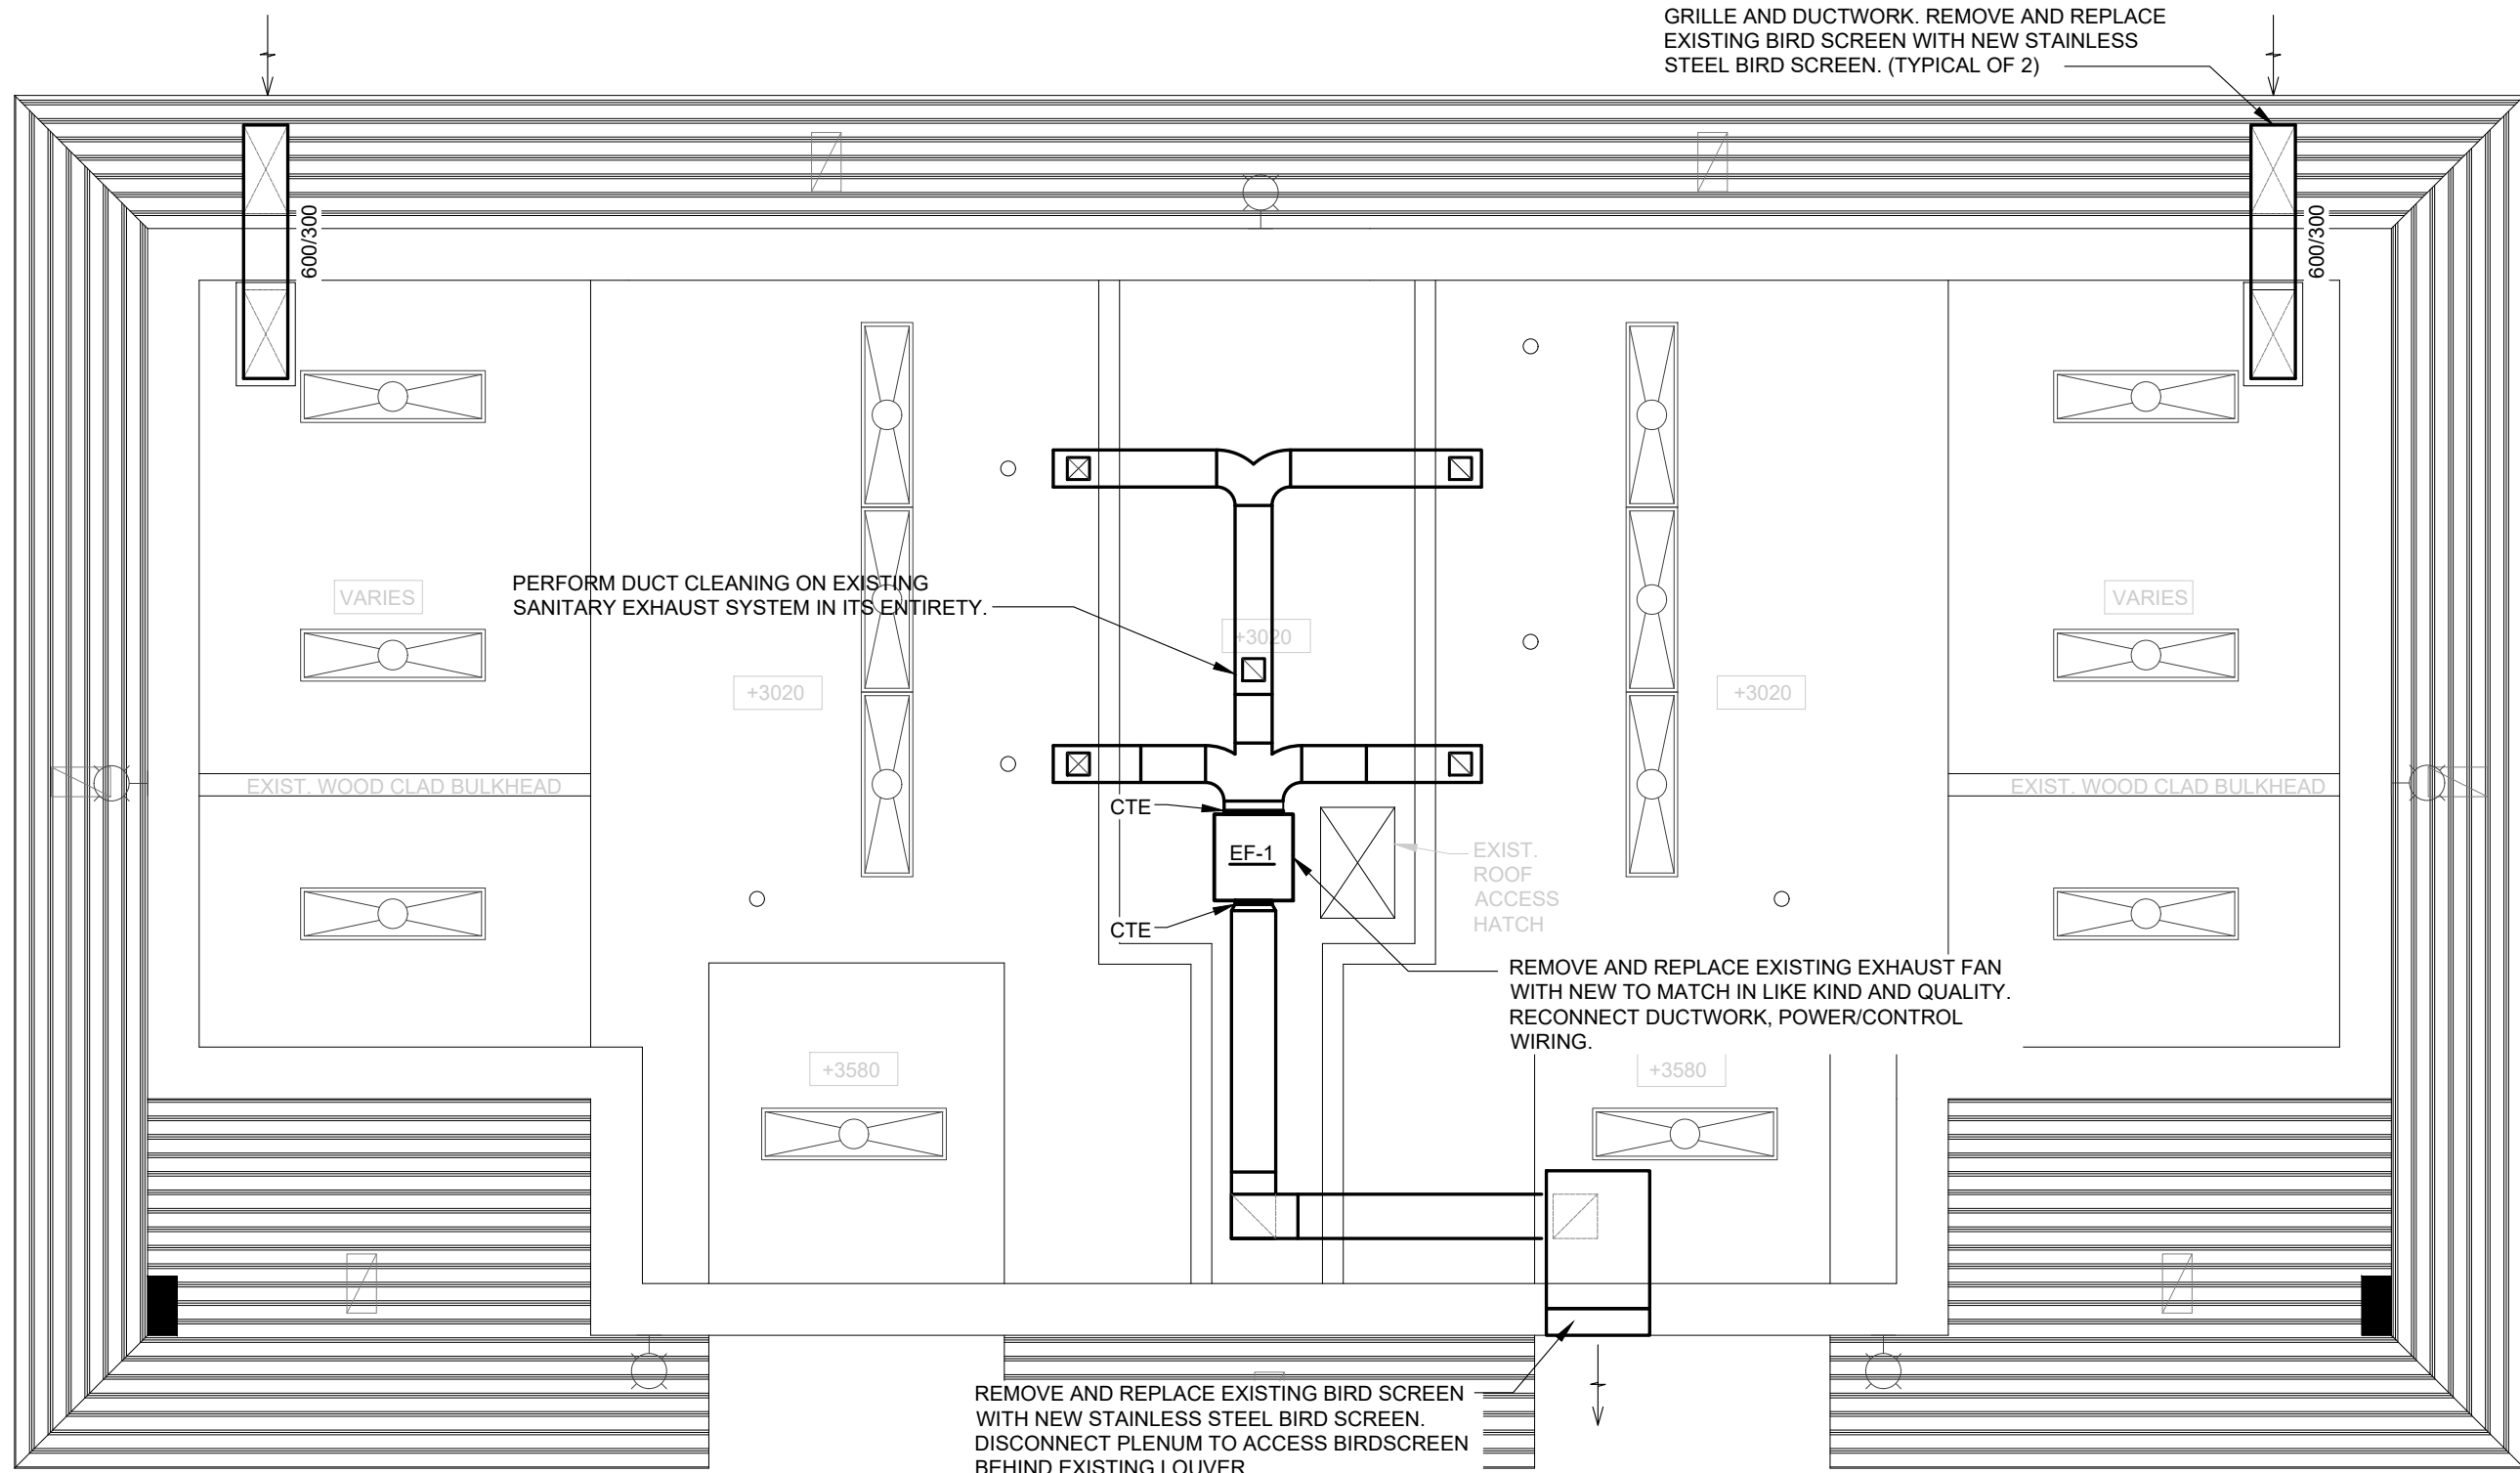 GRILLE AND DUCTWORK. REMOVE AND REPLACE
EXISTING BIRD SCREEN WITH NEW STAINLESS
STEEL BIRD SCREEN. (TYPICAL OF 2)
600/300
600/300
PERFORM DUCT CLEANING ON EXISTING
SANITARY EXHAUST SYSTEM IN ITS ENTIRETY.
VARIES
VARIES
+3020
+3020
+3020
EXIST. WOOD CLAD BULKHEAD
EXIST. WOOD CLAD BULKHEAD
CTE
EF-1
CTE
EXIST.
ROOF
ACCESS
HATCH
REMOVE AND REPLACE EXISTING EXHAUST FAN
WITH NEW TO MATCH IN LIKE KIND AND QUALITY.
RECONNECT DUCTWORK, POWER/CONTROL
WIRING.
+3580
+3580
REMOVE AND REPLACE EXISTING BIRD SCREEN
WITH NEW STAINLESS STEEL BIRD SCREEN.
DISCONNECT PLENUM TO ACCESS BIRDSCREEN
BEHIND EXISTING LOUVER